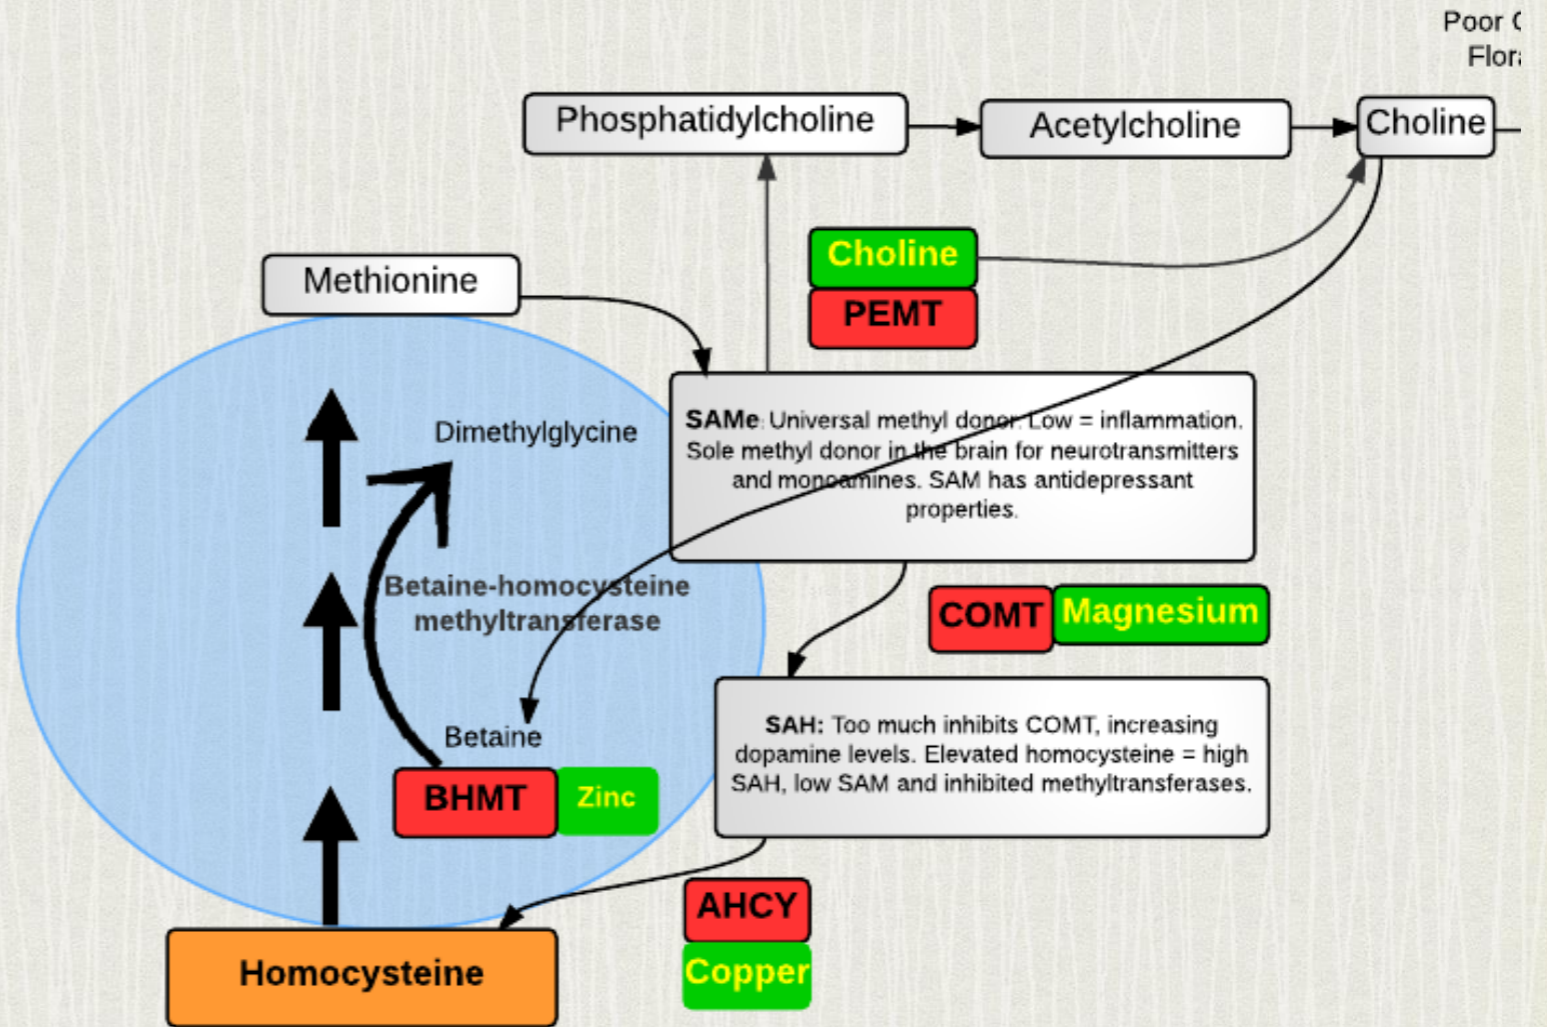 Poor
Phosphatidylcholine
Acetylcholine
Choline
Choline
PEMT
Methionine
SAMe: Universal methyl donor. Low = inflammation.
Sole methyl donor in the brain for neurotransmitters
and monoamines. SAM has antidepressant
properties.
Dimethylglycine
Betaine-homocysteine
methyltransferase
COMT
Magnesium
Betaine
BHMT
Zinc
SAH: Too much inhibits COMT, increasing
dopamine levels. Elevated homocysteine = high
SAH, low SAM and inhibited methyltransferases.
AHCY
Copper
Homocysteine